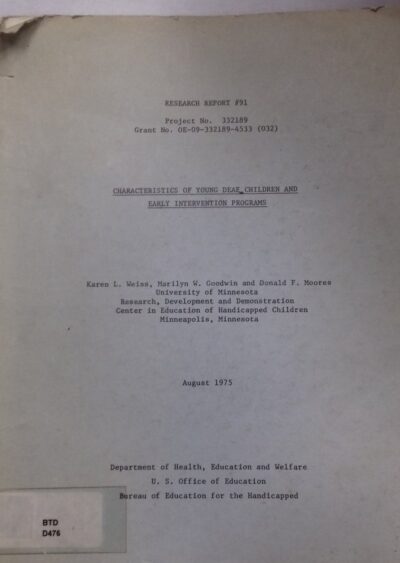 RESEARCH REPORT #91
Project No. 332189
Grant No. OE-09-332189-4533 (032)
CHARACTERISTICS OF YOUNG DEAF CHILDREN AND
EARLY INTERVENTION PROGRAMS
Karen L. Weiss, Marilyn W. Goodwin and Donald F. Moores
University of Minnesota
Research, Development and Demonstration
Center in Education of Handicapped Children
Minneapolis, Minnesota
August 1975
Department of Health, Education and Welfare
U. S. Office of Education
Bureau of Education for the Handicapped
BTD
D476